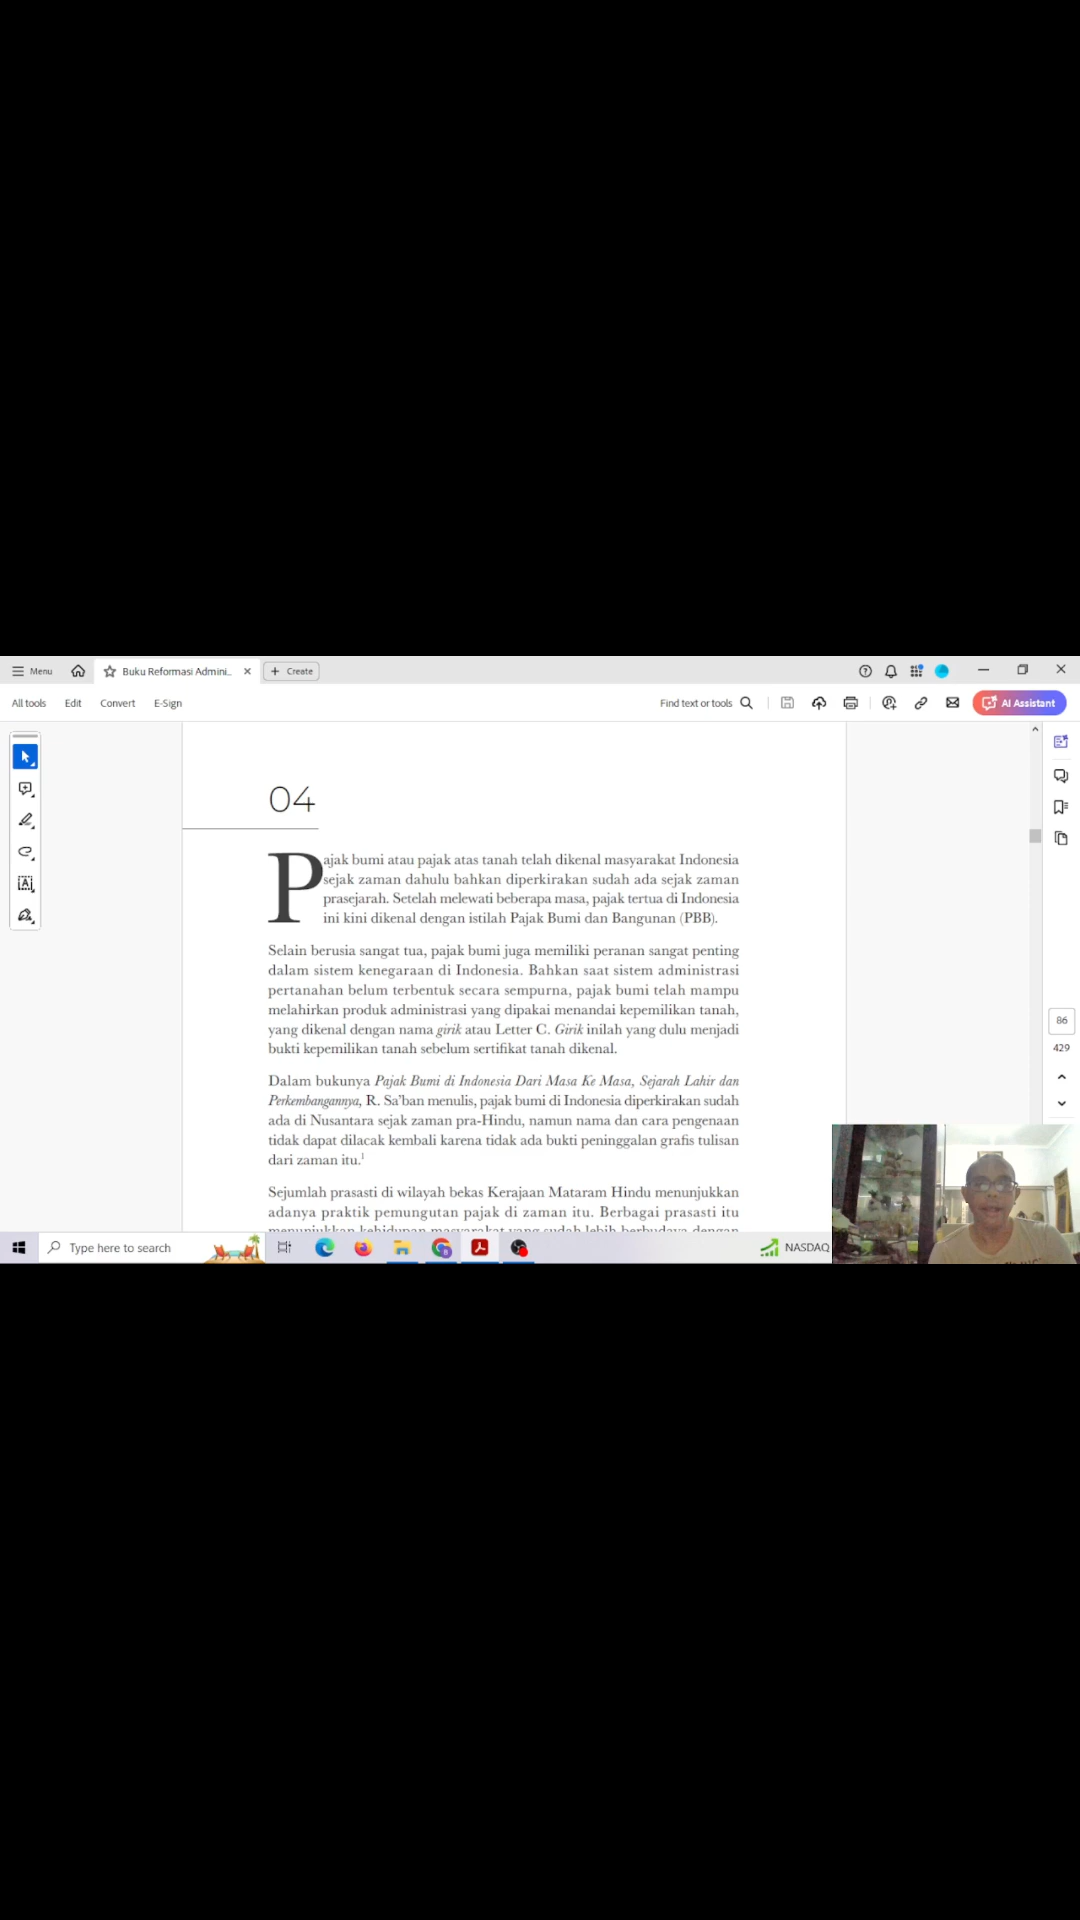 Menu
Buku Reformasi Admini...
Create
All tools
Edit
Convert
E-Sign
Find text or tools
AI Assistant
04
Pajak bumi atau pajak atas tanah telah dikenal masyarakat Indonesia
sejak zaman dahulu bahkan diperkirakan sudah ada sejak zaman
prasejarah. Setelah melewati beberapa masa, pajak tertua di Indonesia
ini kini dikenal dengan istilah Pajak Bumi dan Bangunan (PBB).
Selain berusia sangat tua, pajak bumi juga memiliki peranan sangat penting
dalam sistem kenegaraan di Indonesia. Bahkan saat sistem administrasi
pertanahan belum terbentuk secara sempurna, pajak bumi telah mampu
melahirkan produk administrasi yang dipakai menandai kepemilikan tanah,
yang dikenal dengan nama girik atau Letter C. Girik inilah yang dulu menjadi
bukti kepemilikan tanah sebelum sertifikat tanah dikenal.
Dalam bukunya Pajak Bumi di Indonesia Dari Masa Ke Masa, Sejarah Lahir dan
Perkembangannya, R. Sa'ban menulis, pajak bumi di Indonesia diperkirakan sudah
ada di Nusantara sejak zaman pra-Hindu, namun nama dan cara pengenaan
tidak dapat dilacak kembali karena tidak ada bukti peninggalan grafis tulisan
dari zaman itu.¹
Sejumlah prasasti di wilayah bekas Kerajaan Mataram Hindu menunjukkan
adanya praktik pemungutan pajak di zaman itu. Berbagai prasasti itu
menunjukkan kehidupan masyarakat yang sudah lebih berbudaya dengan
86
429
Type here to search
NASDAQ